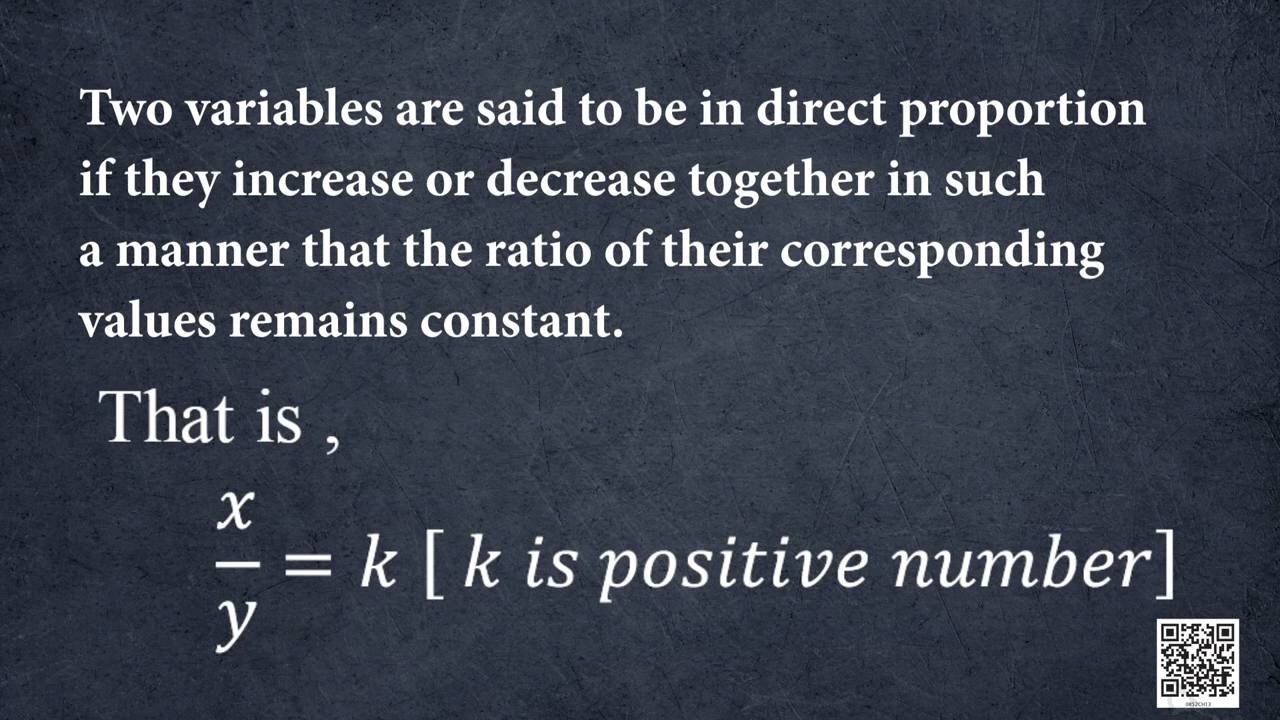 Two variables are said to be in direct proportion
if they increase or decrease together in such
a manner that the ratio of their corresponding
values remains constant.
That is ,
x
— = k [ k is positive number]
y
0852CH13